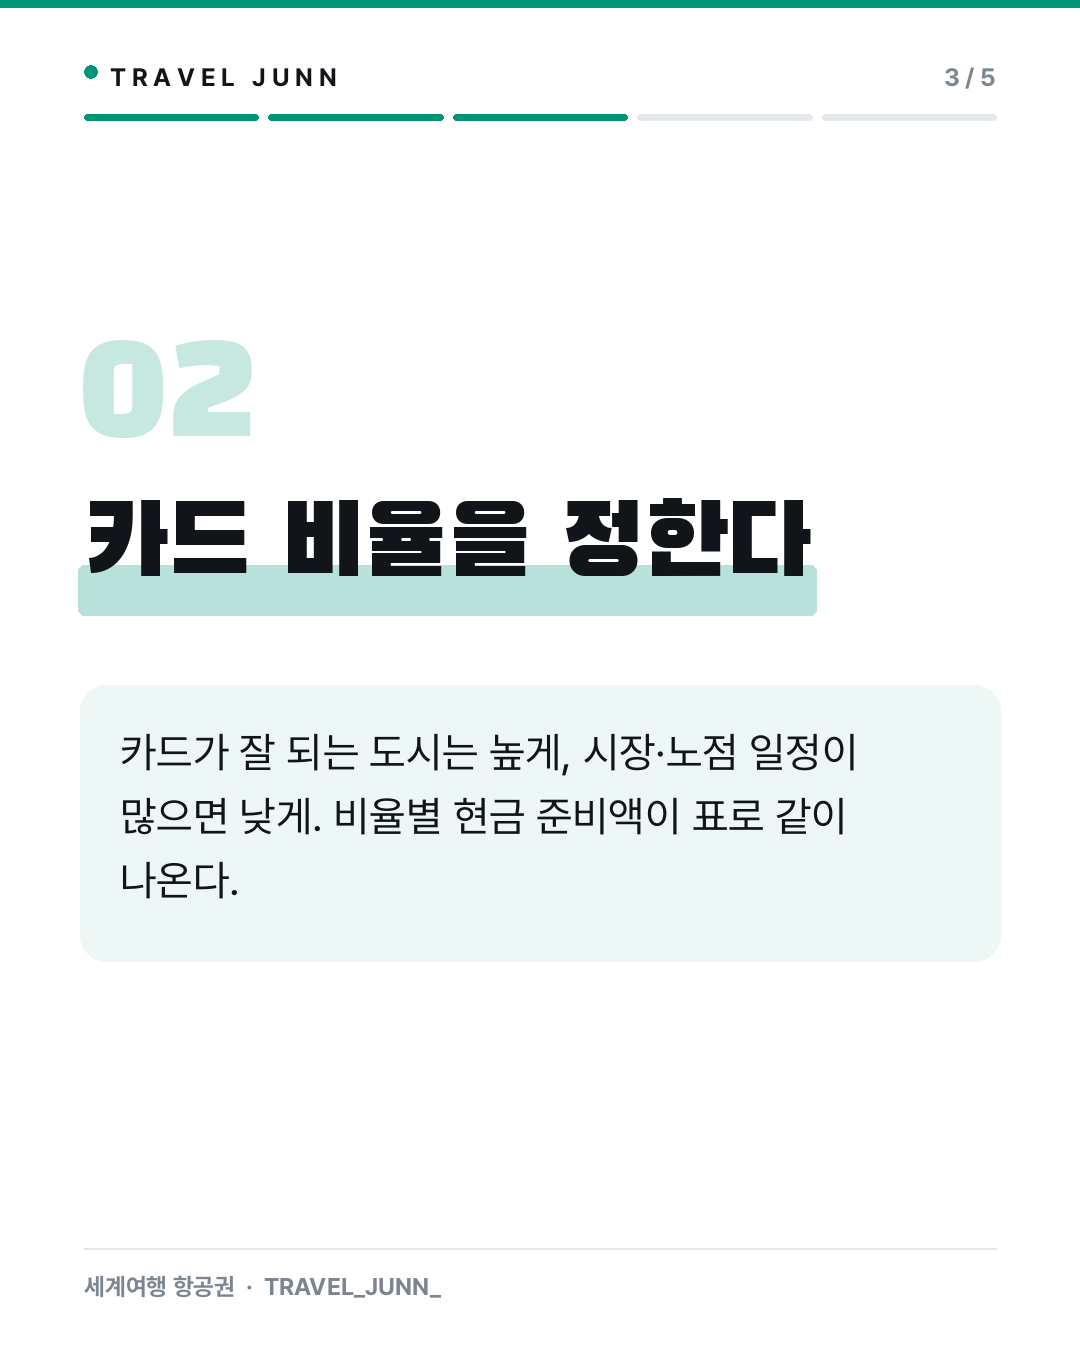 TRAVEL JUNN
3 / 5
02
카드 비율을 정한다
카드가 잘 되는 도시는 높게, 시장·노점 일정이
많으면 낮게. 비율별 현금 준비액이 표로 같이
나온다.
세계여행 항공권 · TRAVEL_JUNN_